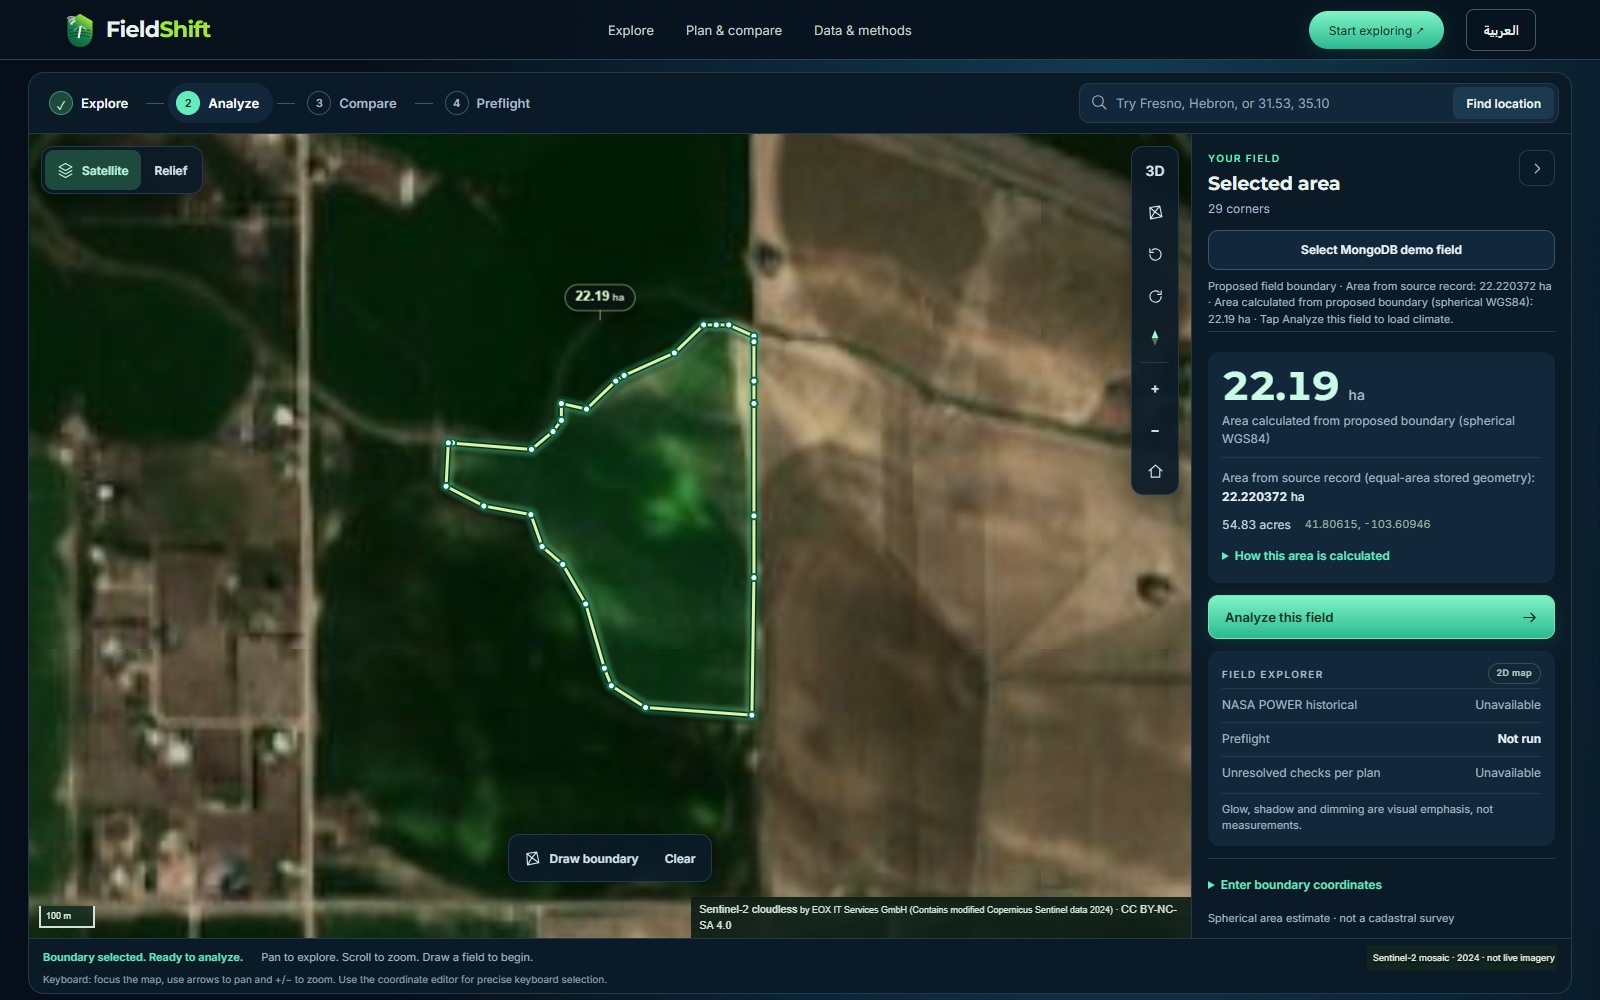 FieldShift
Explore
Plan & compare
Data & methods
Start exploring ↗
العربية
✓ Explore
2 Analyze
3 Compare
4 Preflight
Try Fresno, Hebron, or 31.53, 35.10
Find location
Satellite
Relief
3D
+
−
22.19 ha
Draw boundary
Clear
100 m
Sentinel-2 cloudless by EOX IT Services GmbH (Contains modified Copernicus Sentinel data 2024) · CC BY-NC-
SA 4.0
YOUR FIELD
Selected area
29 corners
Select MongoDB demo field
Proposed field boundary · Area from source record: 22.220372 ha
· Area calculated from proposed boundary (spherical WGS84):
22.19 ha · Tap Analyze this field to load climate.
22.19 ha
Area calculated from proposed boundary (spherical
WGS84)
Area from source record (equal-area stored geometry):
22.220372 ha
54.83 acres 41.80615, -103.60946
How this area is calculated
Analyze this field →
FIELD EXPLORER
2D map
NASA POWER historical Unavailable
Preflight Not run
Unresolved checks per plan Unavailable
Glow, shadow and dimming are visual emphasis, not
measurements.
Enter boundary coordinates
Spherical area estimate · not a cadastral survey
Boundary selected. Ready to analyze. Pan to explore. Scroll to zoom. Draw a field to begin.
Sentinel-2 mosaic · 2024 · not live imagery
Keyboard: focus the map, use arrows to pan and +/− to zoom. Use the coordinate editor for precise keyboard selection.